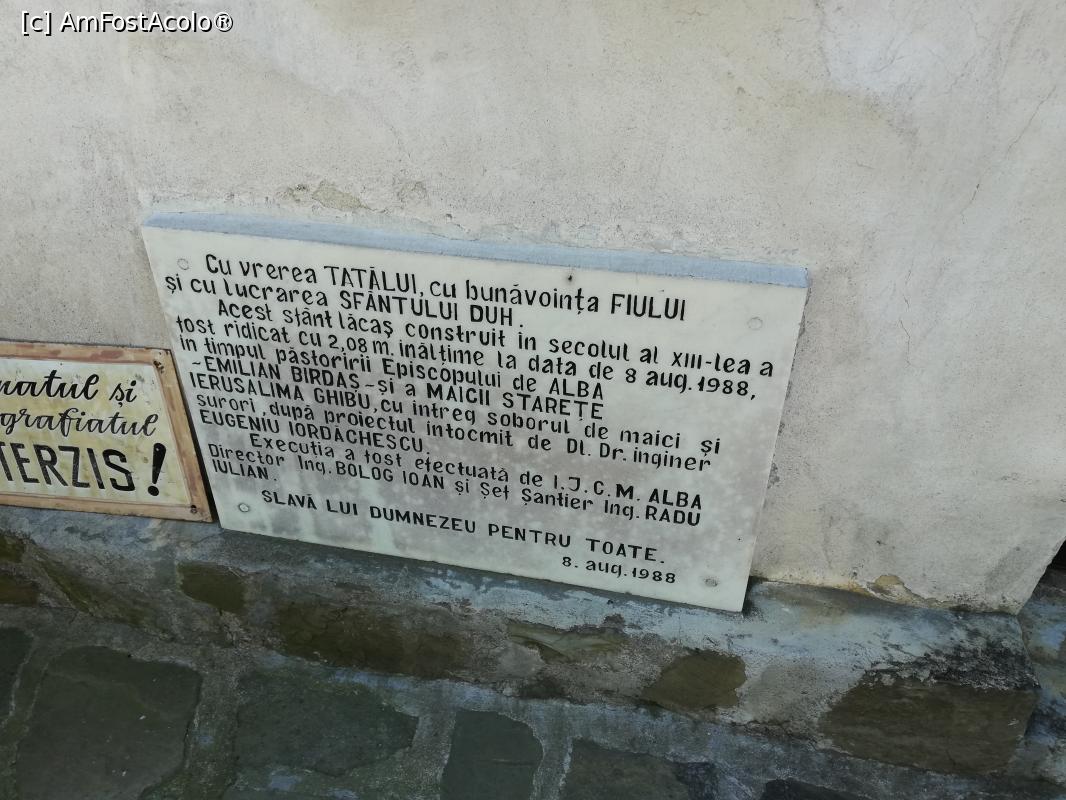 [c] AmFostAcolo®
Cu vrerea TATĂLUI, cu bunăvoința FIULUI
și cu lucrarea SFÂNTULUI DUH.
Acest sfânt lăcaș construit în secolul al XIII-lea a
fost ridicat cu 2,08 m. înălțime la data de 8 aug. 1988,
în timpul păstoririi Episcopului de ALBA
-EMILIAN BIRDAȘ-și a MAICII STAREȚE
IERUSALIMA GHIBU, cu întreg soborul de maici și
surori, după proiectul întocmit de Dl. Dr. inginer
EUGENIU IORDĂCHESCU.
Execuția a fost efectuată de I.J.C.M. ALBA
Director Ing. BOLOG IOAN și Șef Șantier Ing. RADU
IULIAN.
SLAVĂ LUI DUMNEZEU PENTRU TOATE.
8. aug. 1988
natul și
grafiatul
TERZIS!